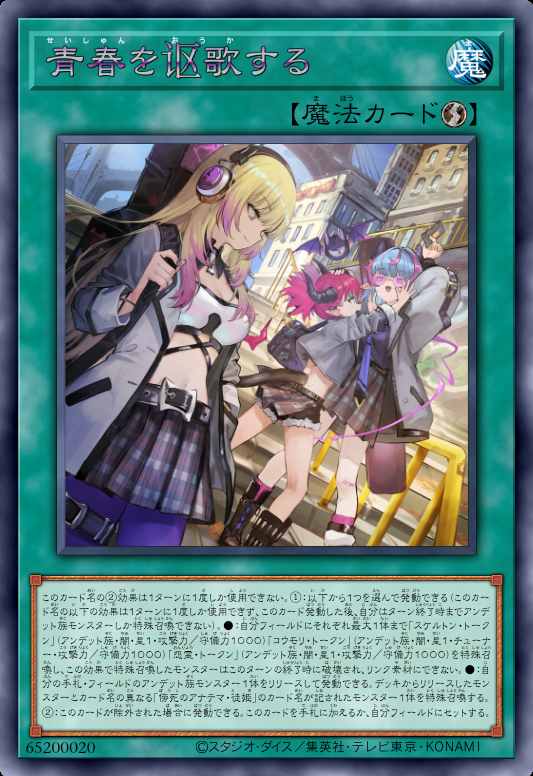 せいしゅん おうか
青春を讴歌する
ま
魔
まほう
【魔法カード】
このカード名の②効果は1ターンに1度しか使用できない。①:以下から1つを選んで発動できる(このカー
ド名の以下の効果は1ターンに1度しか使用できず、このカード発動した後、自分はターン終了時までアンデ
ット族モンスターしか特殊召喚できない)。●:自分フィールドにそれぞれ最大1体まで「スケルトン・トーク
ン」(アンデット族・闇・星1・攻撃力/守備力1000)「コウモリ・トークン」(アンデット族・闇・星1・チューナ
ー・攻撃力/守備力1000)「怨霊・トークン」(アンデット族・闇・星1・攻撃力/守備力1000)を特殊召
喚し。この効果で特殊召喚したモンスターはこのターンの終了時に破壊され、リンク素材にできない。●:自
分の手札・フィールドのアンデット族モンスター1体をリリースして発動できる。デッキからリリースしたモンス
ターとカード名の異なる「
のカード名が記されたモンスター1体を特殊召喚する。
②:このカードが除外された場合に発動できる。このカードを手札に加えるか、自分フィールドにセットする。
65200020
©スタジオ・ダイス/集英社・テレビ東京・KONAMI